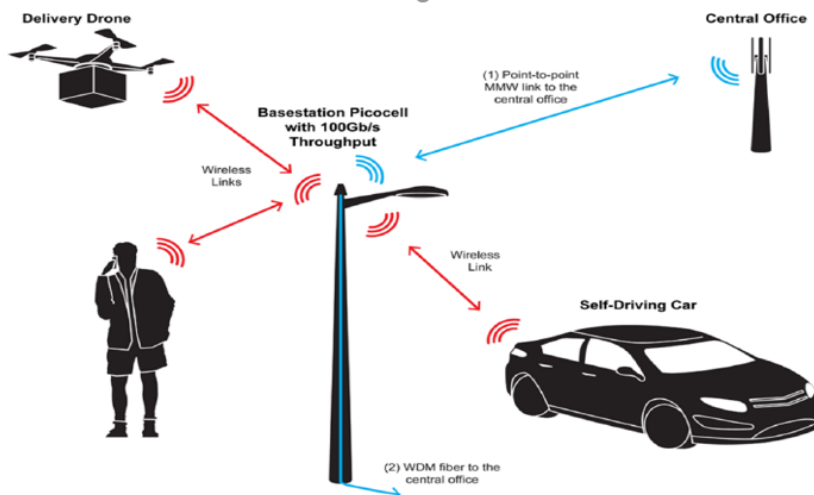 Delivery Drone
Central Office
(1) Point-to-point
MMW link to the
central office
Basestation Picocell
with 100Gb/s
Throughput
Wireless
Links
Wireless
Link
Self-Driving Car
(2) WDM fiber to the
central office